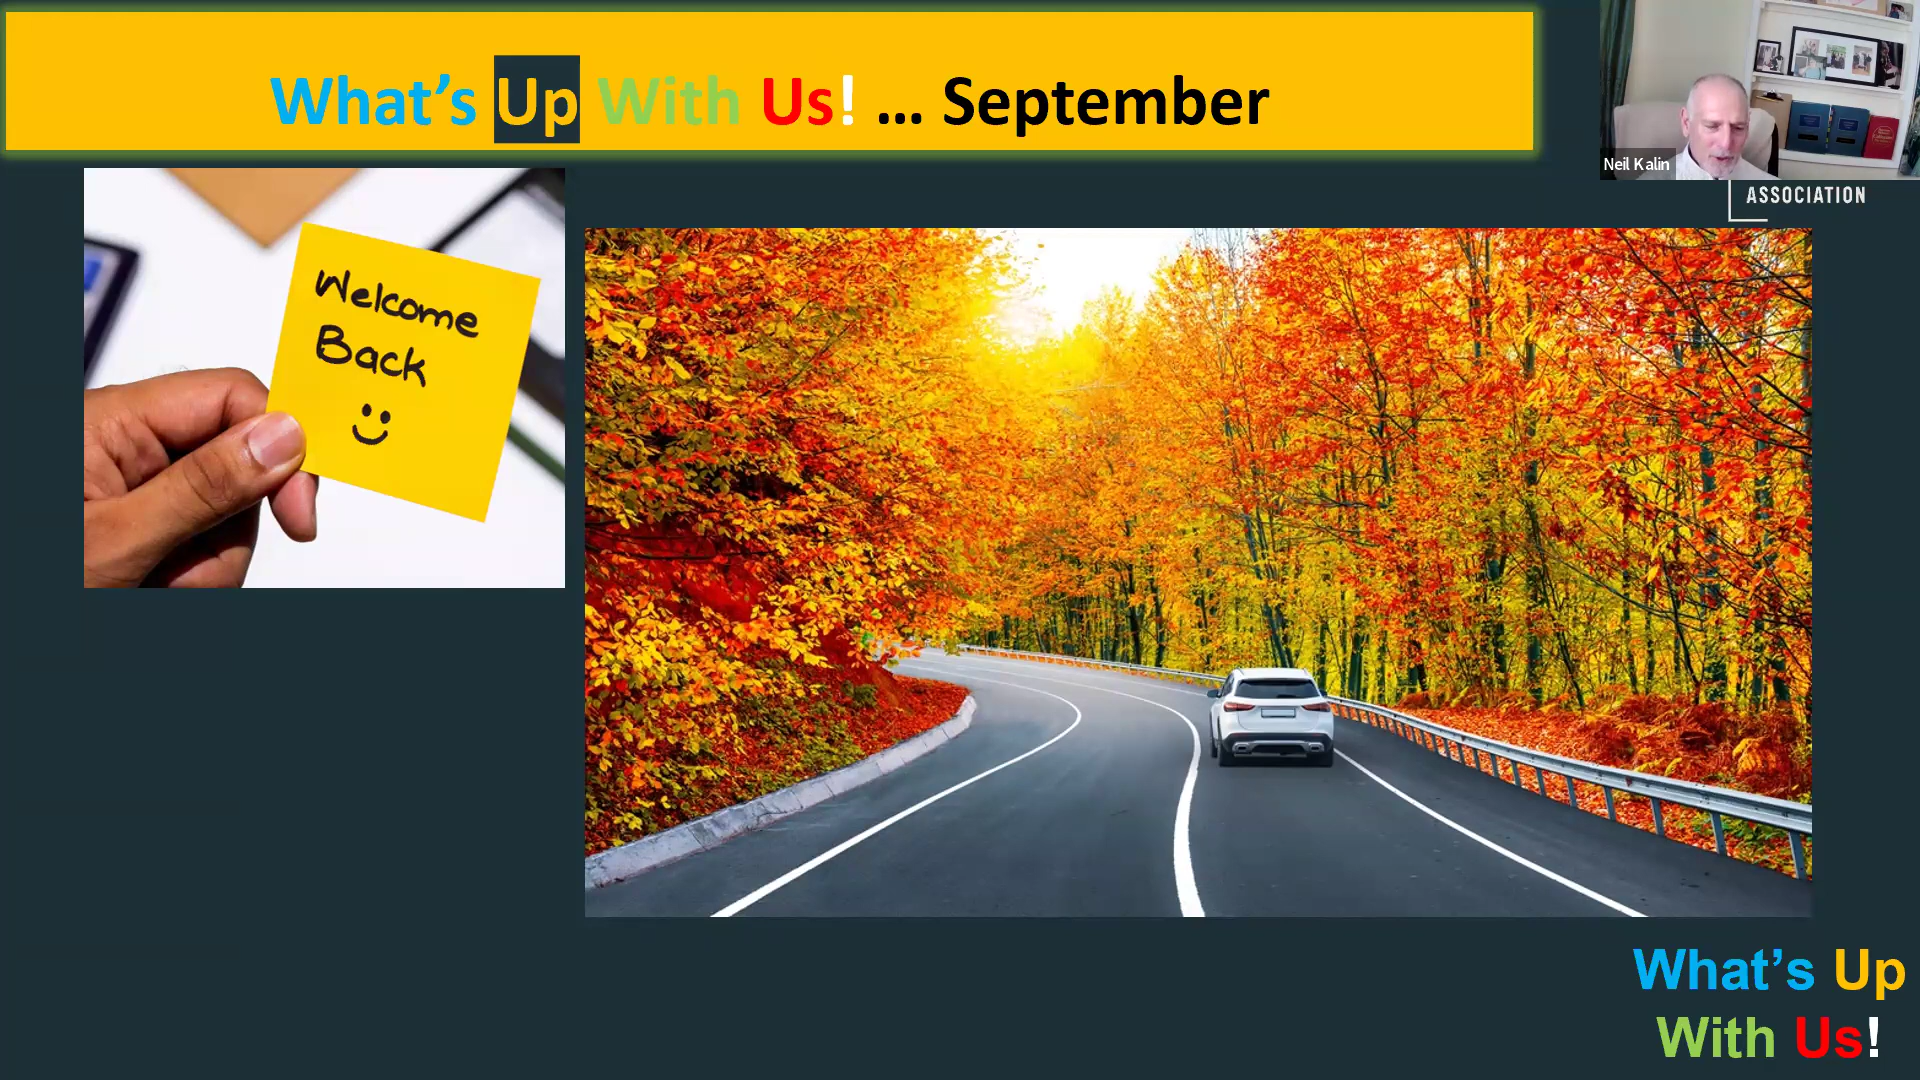 What’s Up With Us! ... September
Neil Kalin
ASSOCIATION
Welcome
Back
What’s Up
With Us!